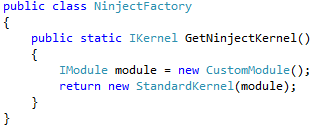 public class NinjectFactory
{
    public static IKernel GetNinjectKernel()
    {
        IModule module = new CustomModule();
        return new StandardKernel(module);
    }
}